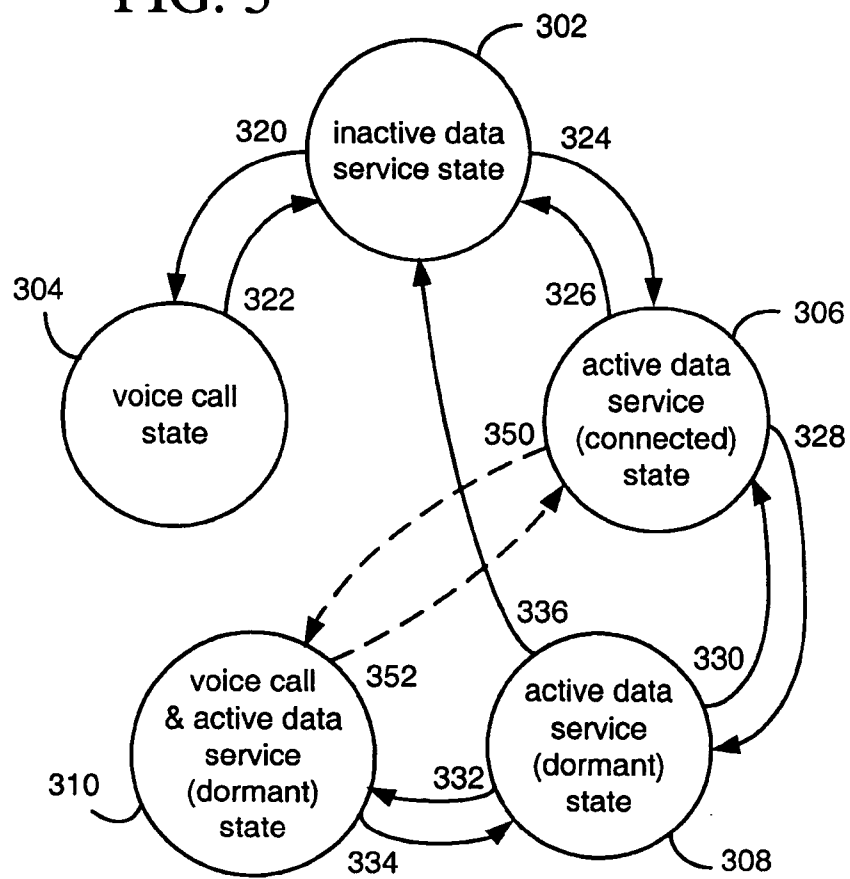 FIG. 3
302
inactive data
service state
320
324
304
322
326
306
voice call
state
active data
service
(connected)
state
350
328
336
330
352
voice call
& active data
service
(dormant)
state
active data
service
(dormant)
state
332
310
334
308